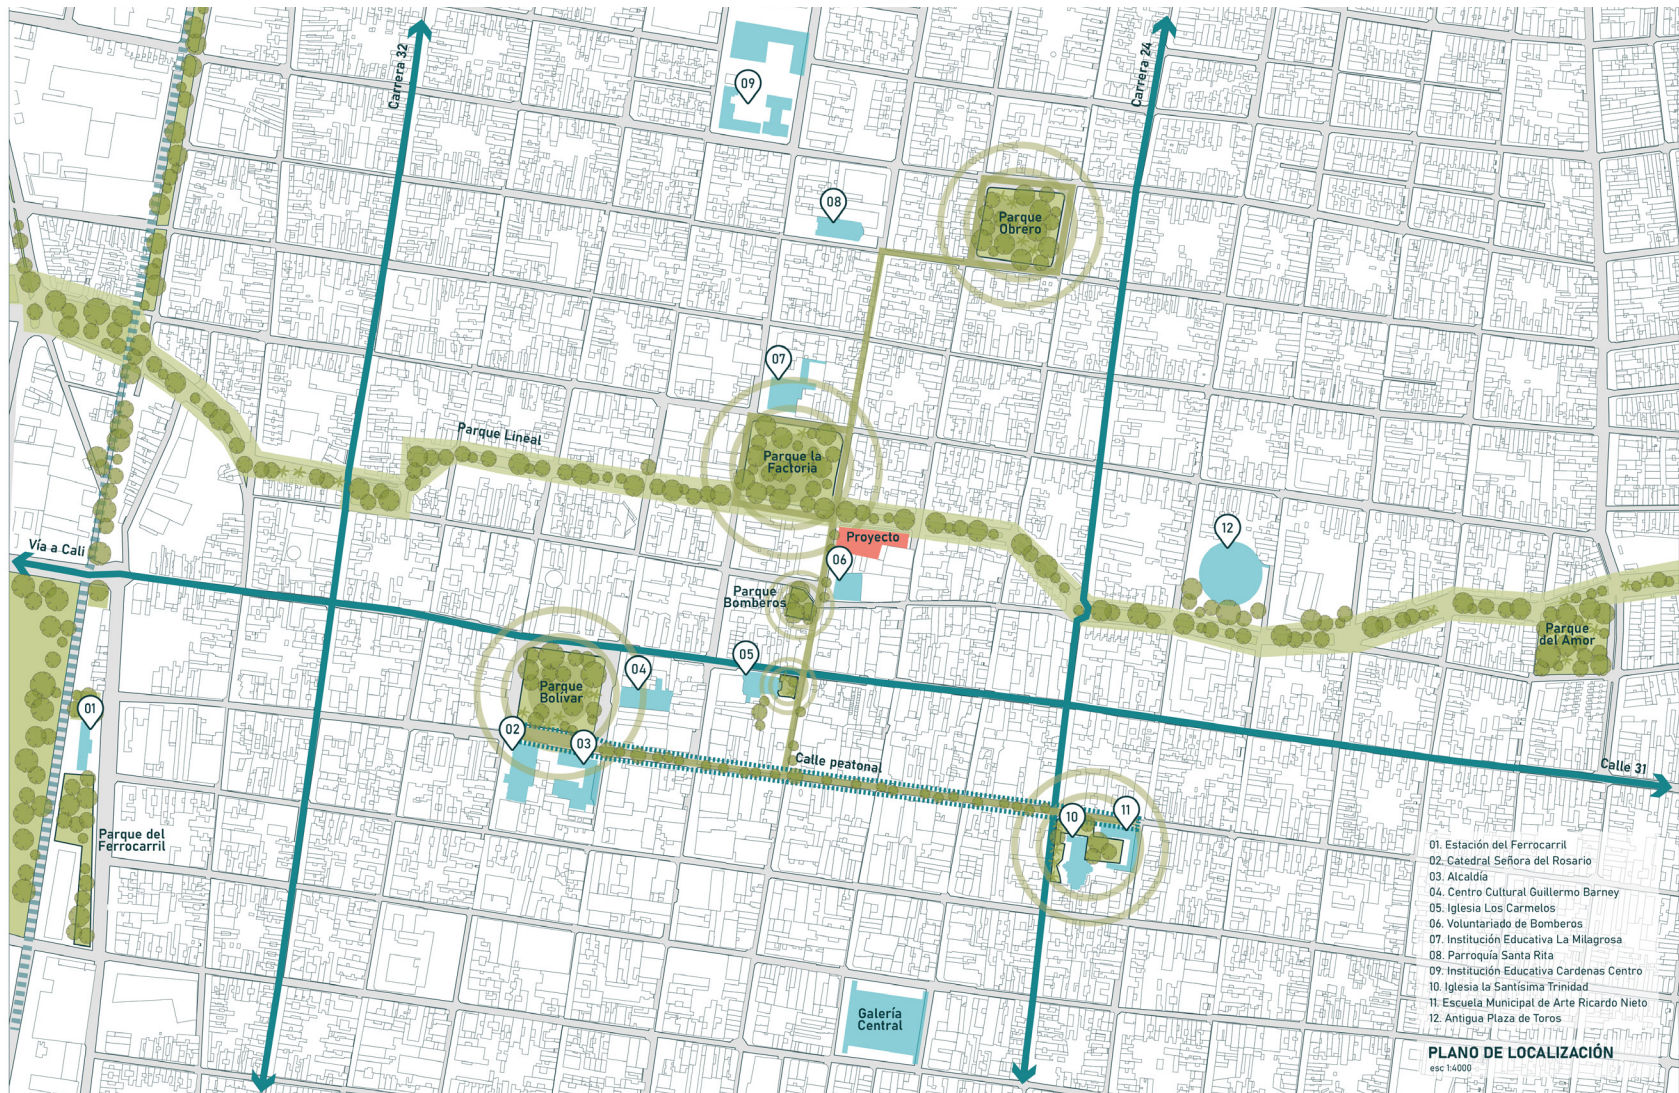 Carrera 32
Carrera 24
09
08
Parque
Obrero
07
Parque Lineal
Parque la
Factoria
12
Proyecto
Vía a Cali
06
Parque
Bomberos
Parque
del Amor
05
04
Parque
Bolívar
01
02
03
Calle peatonal
Calle 31
11
10
Parque del
Ferrocarril
Galería
Central
01. Estación del Ferrocarril
02. Catedral Señora del Rosario
03. Alcaldía
04. Centro Cultural Guillermo Barney
05. Iglesia Los Carmelos
06. Voluntariado de Bomberos
07. Institución Educativa La Milagrosa
08. Parroquía Santa Rita
09. Institución Educativa Cardenas Centro
10. Iglesia la Santísima Trinidad
11. Escuela Municipal de Arte Ricardo Nieto
12. Antigua Plaza de Toros
PLANO DE LOCALIZACIÓN
esc 1:4000